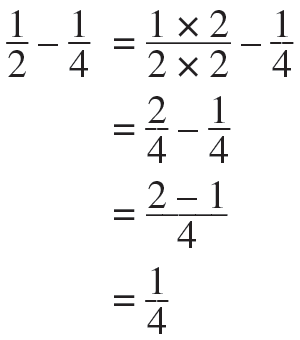 1/2 − 1/4 = (1 × 2)/(2 × 2) − 1/4
= 2/4 − 1/4
= (2 − 1)/4
= 1/4